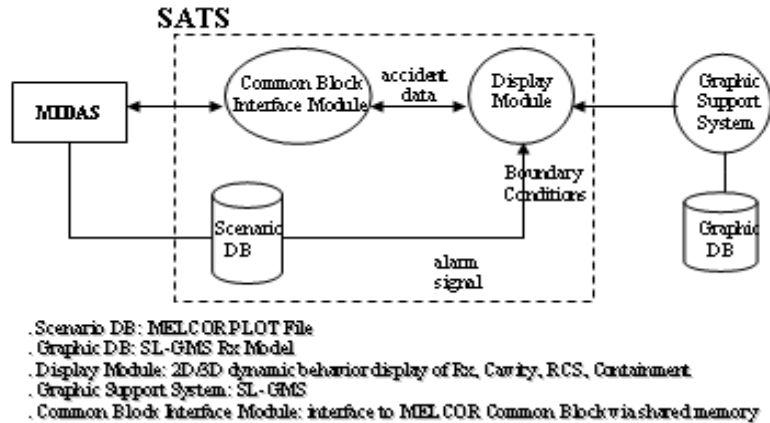 SATS
MIDAS
Common Block
Interface Module
accident
data
Display
Module
Graphic
Support
System
Boundary
Conditions
Scenario
DB
alarm
signal
Graphic
DB
. Scenario DB: MELCOR PLOT File
. Graphic DB: SL-GMS Rx Model
. Display Module: 2D/3D dynamic behavior display of Rx, Cavity, RCS, Containment
. Graphic Support System: SL-GMS
. Common Block Interface Module: interface to MELCOR Common Block via shared memory